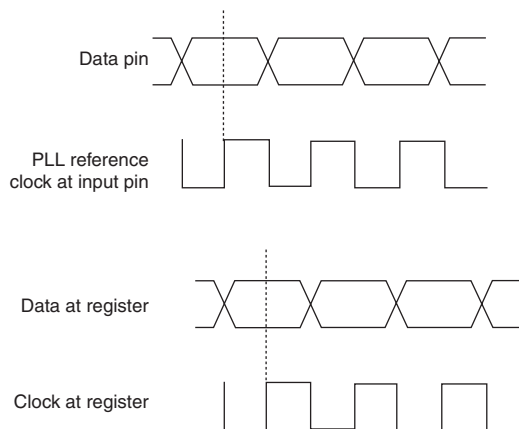 Data pin
PLL reference
clock at input pin
Data at register
Clock at register